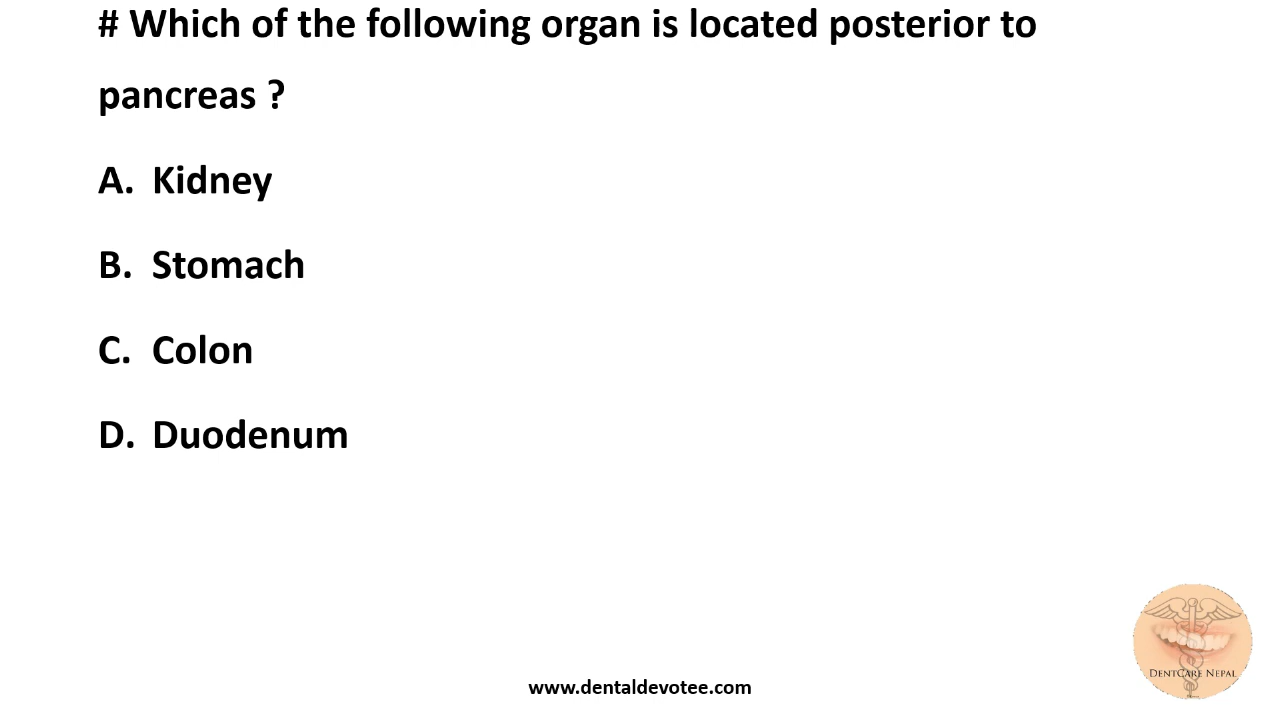 # Which of the following organ is located posterior to
pancreas ?
A. Kidney
B. Stomach
C. Colon
D. Duodenum
DENTCARE NEPAL
www.dentaldevotee.com